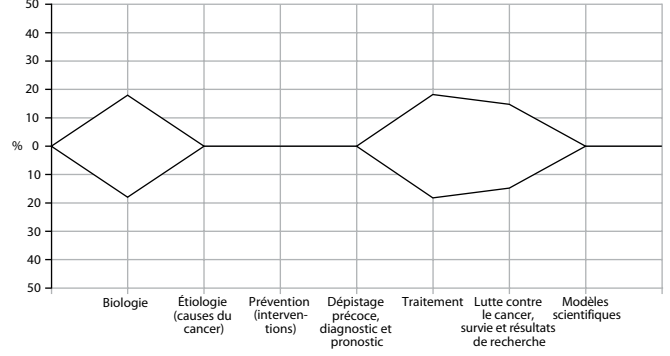 50
40
30
20
10
% 0
10
20
30
40
50
Biologie
Étiologie
(causes du
cancer)
Prévention
(interven-
tions)
Dépistage
précoce,
diagnostic et
pronostic
Traitement
Lutte contre
le cancer,
survie et résultats
de recherche
Modèles
scientifiques